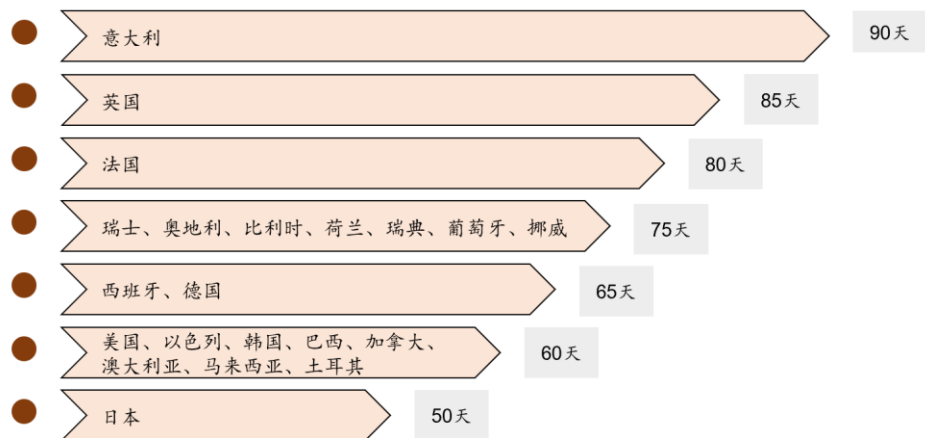 意大利 90天
英国 85天
法国 80天
瑞士、奥地利、比利时、荷兰、瑞典、葡萄牙、挪威 75天
西班牙、德国 65天
美国、以色列、韩国、巴西、加拿大、
澳大利亚、马来西亚、土耳其 60天
日本 50天